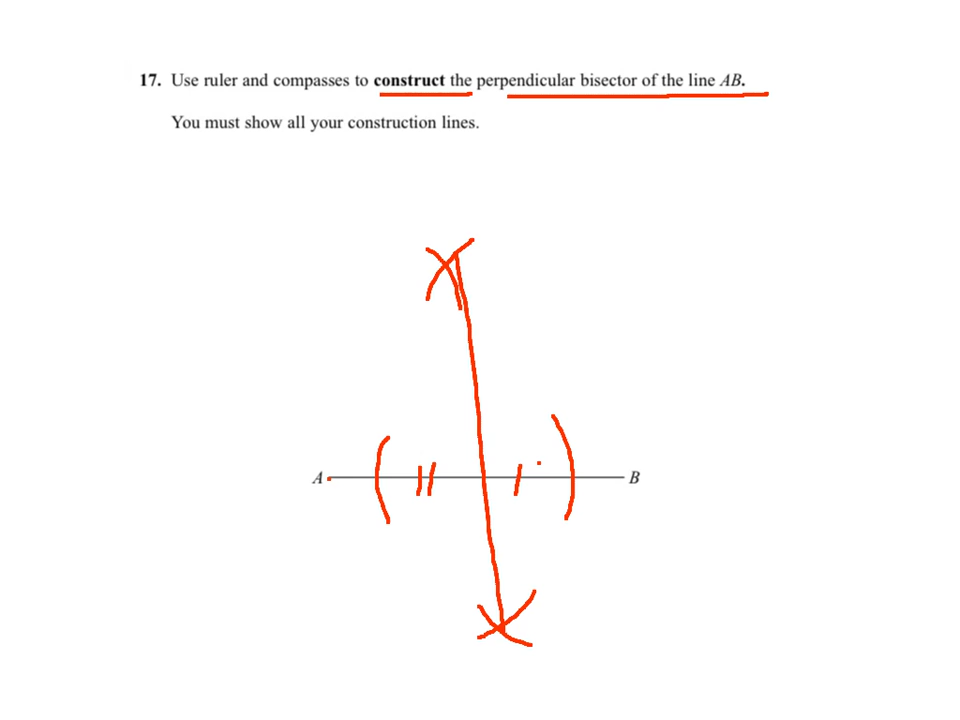 17. Use ruler and compasses to construct the perpendicular bisector of the line AB.
You must show all your construction lines.
A B